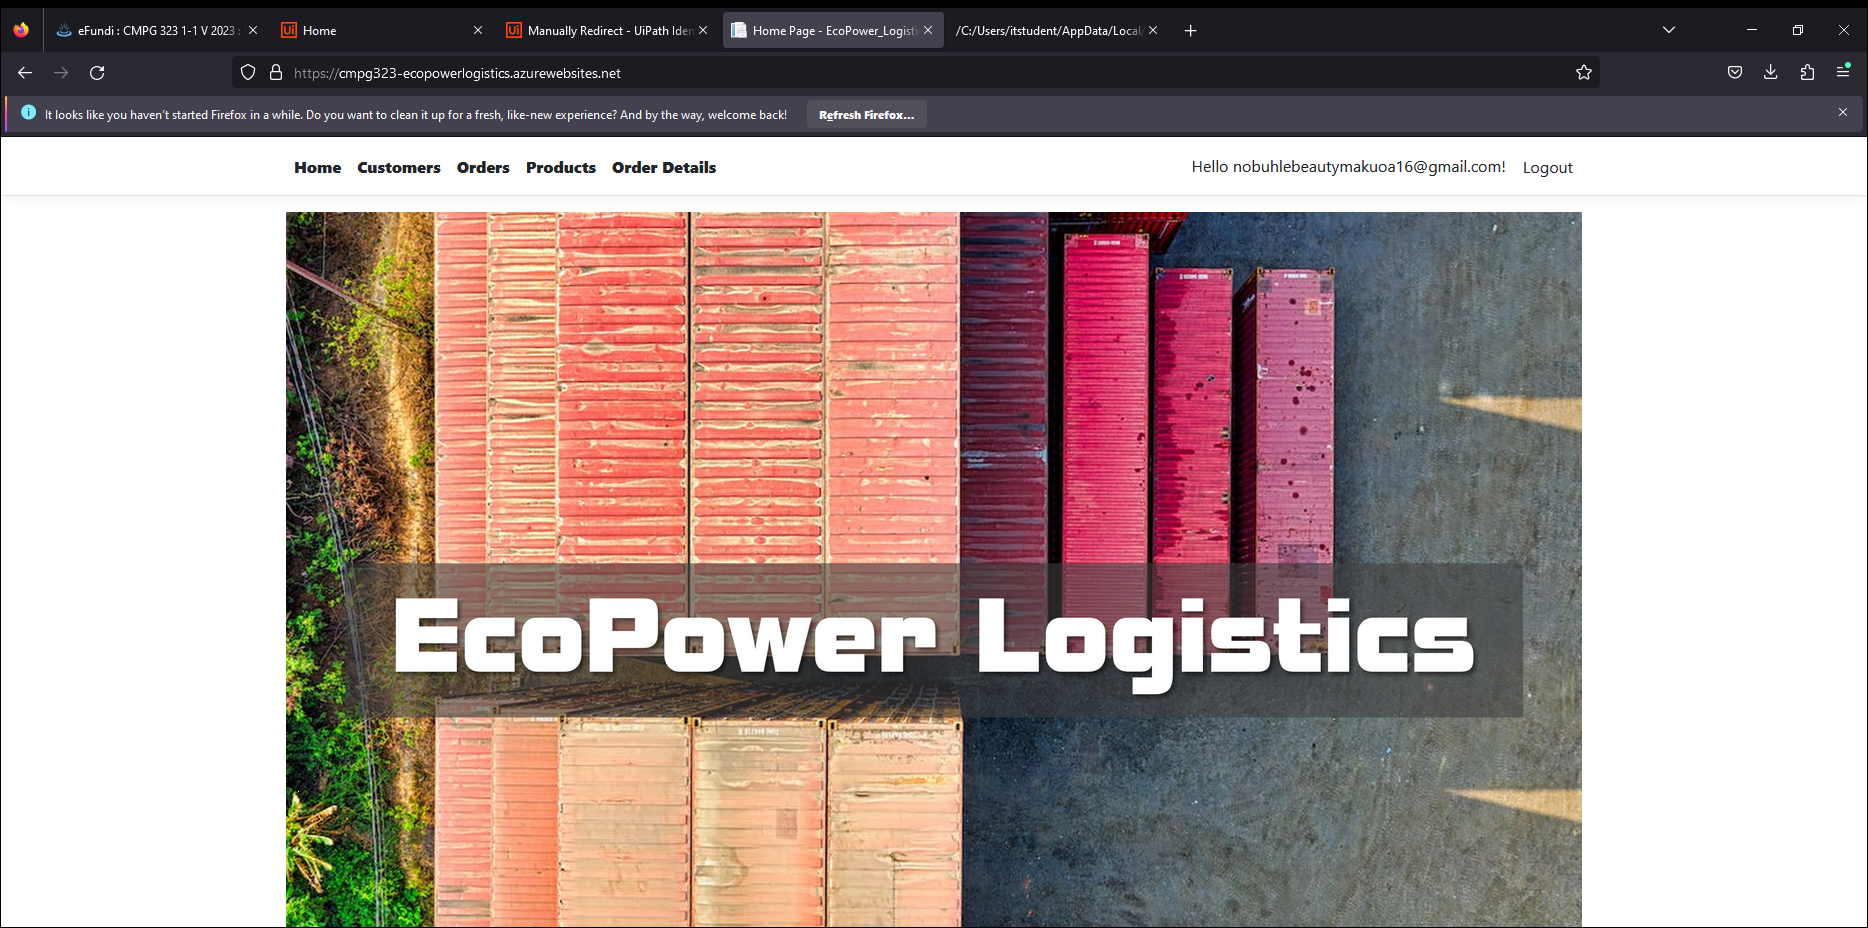 eFundi : CMPG 323 1-1 V 2023 :
Home
Manually Redirect - UiPath Iden
Home Page - EcoPower_Logisti
/C:/Users/itstudent/AppData/Local/
https://cmpg323-ecopowerlogistics.azurewebsites.net
It looks like you haven't started Firefox in a while. Do you want to clean it up for a fresh, like-new experience? And by the way, welcome back!
Refresh Firefox...
Home Customers Orders Products Order Details
Hello nobuhlebeautymakuoa16@gmail.com! Logout
EcoPower Logistics